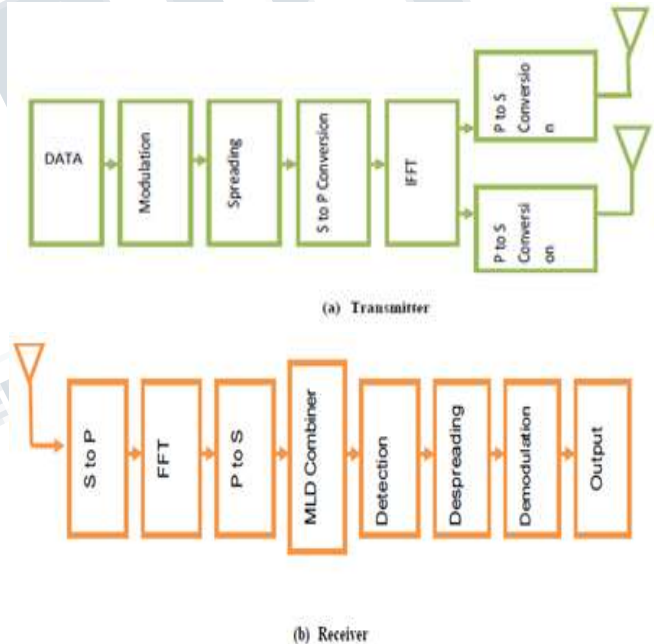 DATA
Modulation
Spreading
S to P Conversion
IFFT
P to S
Conversio
n
P to S
Conversi
on
(a) Transmitter
S to P
FFT
P to S
MLD Combiner
Detection
Despreading
Demodulation
Output
(b) Receiver